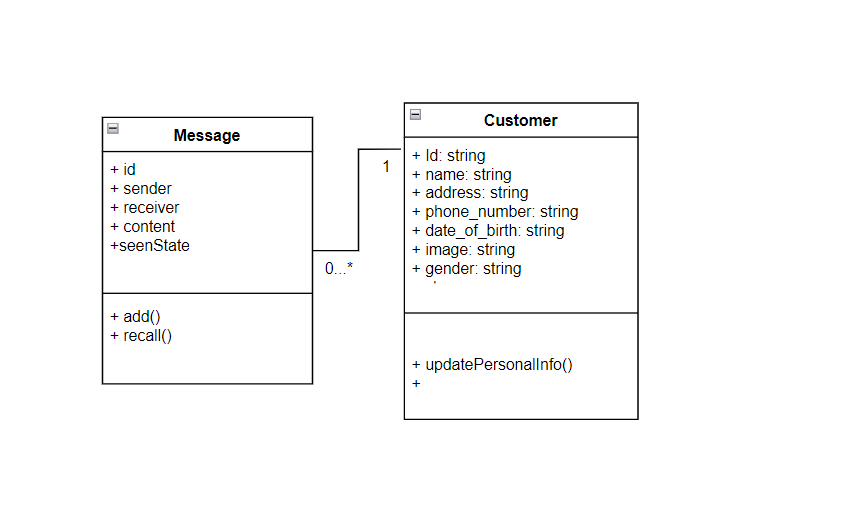 Message
+ id
+ sender
+ receiver
+ content
+seenState
+ add()
+ recall()
0...*
1
Customer
+ Id: string
+ name: string
+ address: string
+ phone_number: string
+ date_of_birth: string
+ image: string
+ gender: string
+ updatePersonalInfo()
+